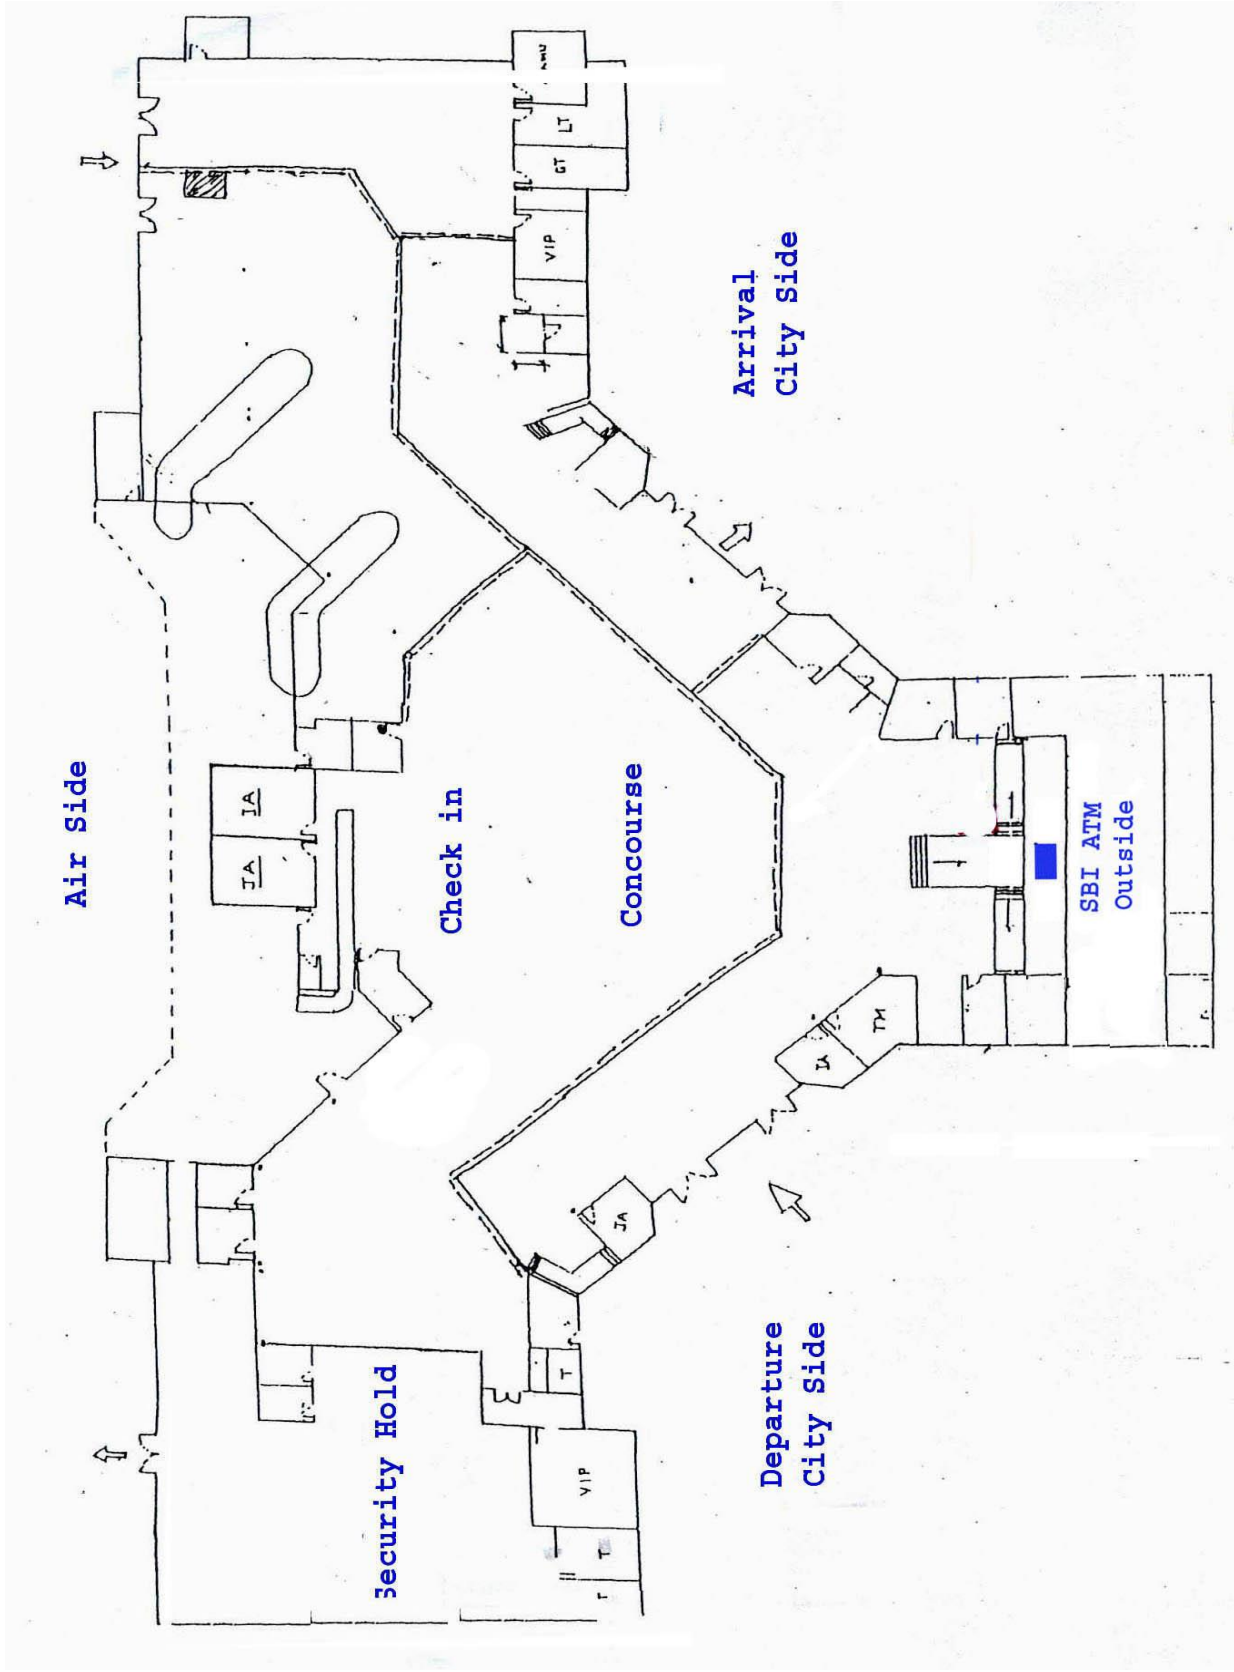 Air Side
Check in
Concourse
Security Hold
Departure
City Side
Arrival
City Side
SBI ATM
Outside
LT
GT
VIP
IA
IA
TM
IA
IA
T
VIP
T
T